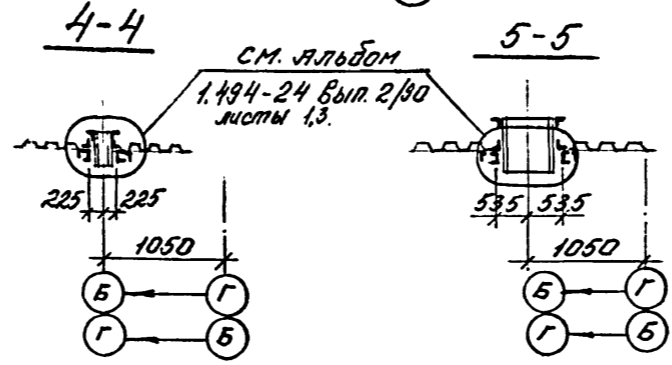 4-4
5-5
см. альбом
1.494-24 Вып. 2/90
листы 1,3.
225 225
535 535
1050
1050
Б Г
Г Б
Б Г
Г Б